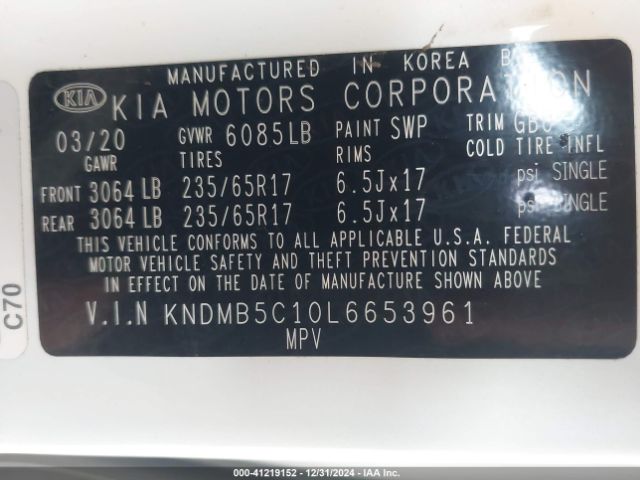 MANUFACTURED IN KOREA
KIA KIA MOTORS CORPORATION
03/20 GVWR 6085LB PAINT SWP TRIM
GAWR TIRES RIMS COLD TIRE INFL
FRONT 3064 LB 235/65R17 6.5Jx17 psi SINGLE
REAR 3064 LB 235/65R17 6.5Jx17 psi SINGLE
THIS VEHICLE CONFORMS TO ALL APPLICABLE U.S.A. FEDERAL
MOTOR VEHICLE SAFETY AND THEFT PREVENTION STANDARDS
IN EFFECT ON THE DATE OF MANUFACTURE SHOWN ABOVE
V.I.N KNDMB5C10L6653961
MPV
C70
000-41219152 - 12/31/2024 - IAAI.COM